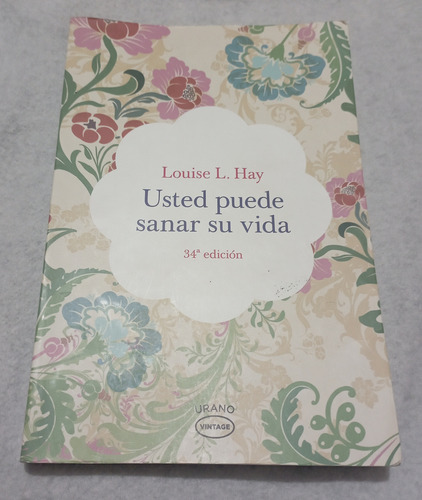 Louise L. Hay
Usted puede
sanar su vida
34ª edición
URANO
VINTAGE